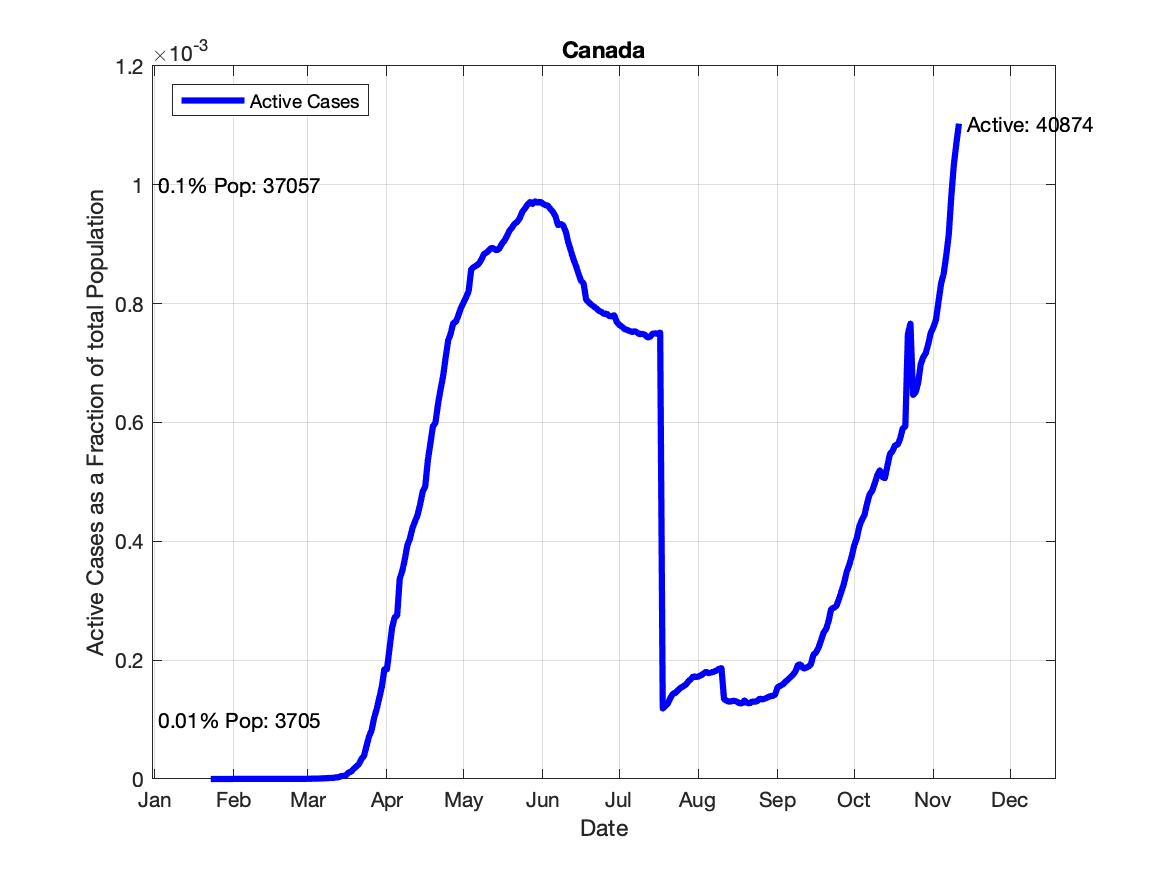 Canada
×10-3
1.2
Active Cases
Active: 40874
1
0.1% Pop: 37057
0.8
0.6
0.4
0.2
0.01% Pop: 3705
0
Active Cases as a Fraction of total Population
Jan Feb Mar Apr May Jun Jul Aug Sep Oct Nov Dec
Date